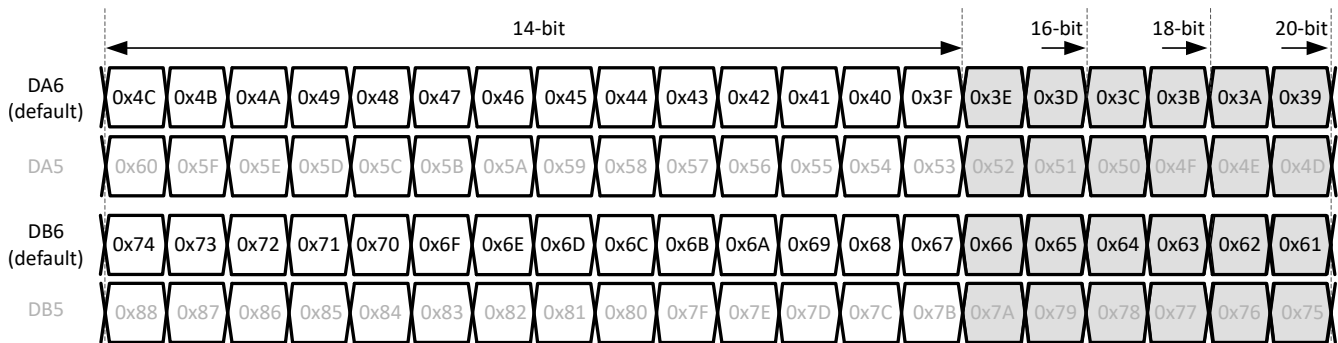 14-bit 16-bit 18-bit 20-bit
DA6
(default)
0x4C 0x4B 0x4A 0x49 0x48 0x47 0x46 0x45 0x44 0x43 0x42 0x41 0x40 0x3F 0x3E 0x3D 0x3C 0x3B 0x3A 0x39
DA5 0x60 0x5F 0x5E 0x5D 0x5C 0x5B 0x5A 0x59 0x58 0x57 0x56 0x55 0x54 0x53 0x52 0x51 0x50 0x4F 0x4E 0x4D
DB6
(default)
0x74 0x73 0x72 0x71 0x70 0x6F 0x6E 0x6D 0x6C 0x6B 0x6A 0x69 0x68 0x67 0x66 0x65 0x64 0x63 0x62 0x61
DB5 0x88 0x87 0x86 0x85 0x84 0x83 0x82 0x81 0x80 0x7F 0x7E 0x7D 0x7C 0x7B 0x7A 0x79 0x78 0x77 0x76 0x75